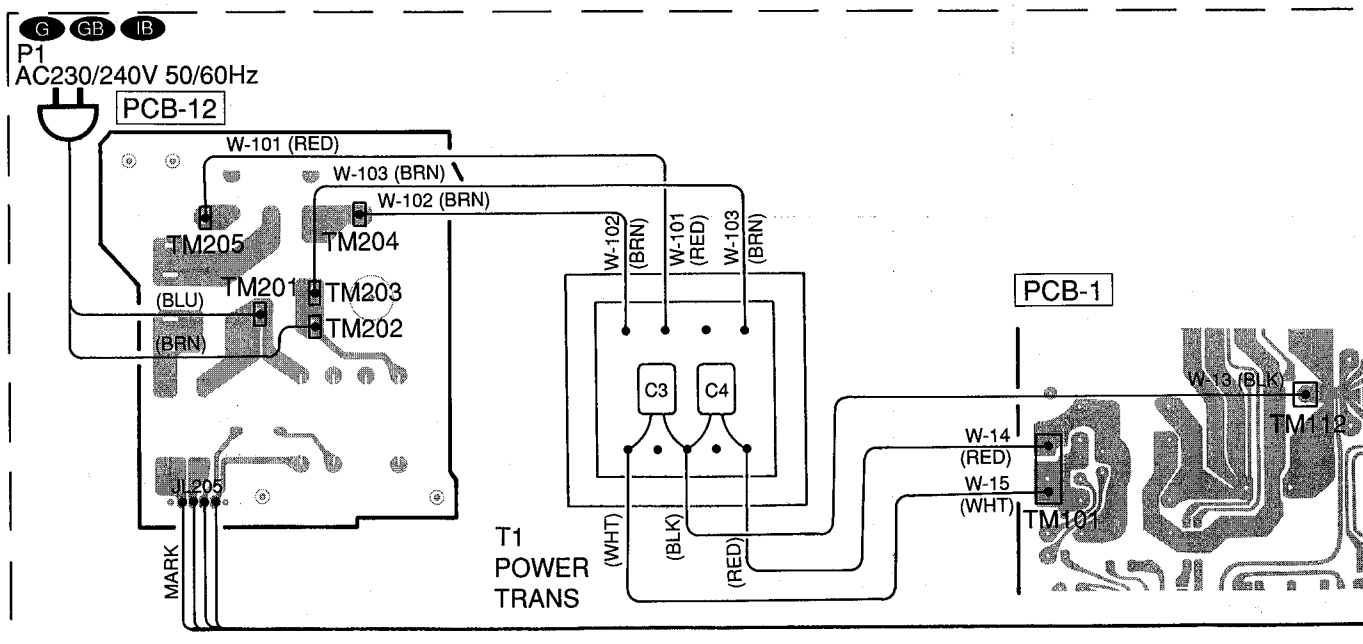 G GB IB
P1
AC230/240V 50/60Hz
PCB-12
W-101 (RED)
W-103 (BRN)
W-102 (BRN)
TM205
TM204
W-102
(BRN)
W-101
(RED)
W-103
(BRN)
TM201
TM203
(BLU)
TM202
(BRN)
PCB-1
C3
C4
W-13 (BLK)
TM112
W-14
(RED)
W-15
(WHT)
TM101
JL205
MARK
T1
POWER
TRANS
(WHT)
(BLK)
(RED)